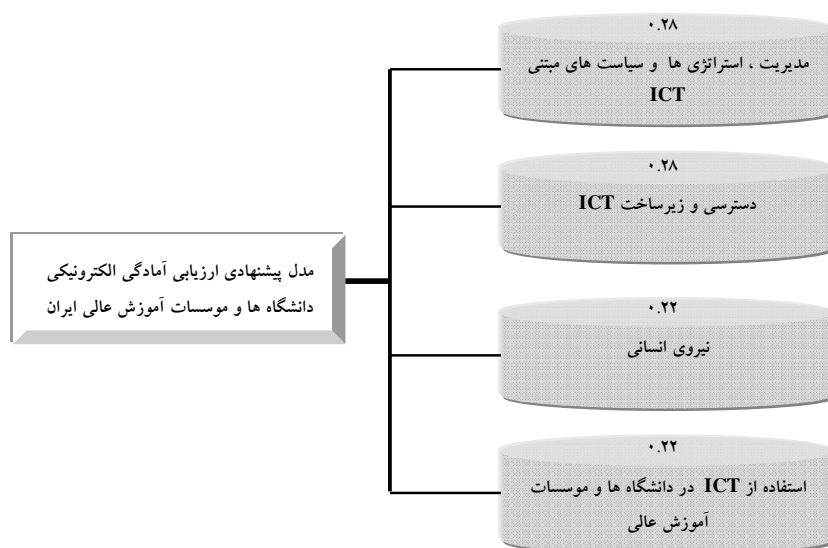 ۰.۲۸
مدیریت ، استراتژی ها و سیاست های مبتنی
ICT
۰.۲۸
دسترسی و زیرساخت ICT
مدل پیشنهادی ارزیابی آمادگی الکترونیکی
دانشگاه ها و موسسات آموزش عالی ایران
۰.۲۲
نیروی انسانی
۰.۲۲
استفاده از ICT در دانشگاه ها و موسسات
آموزش عالی